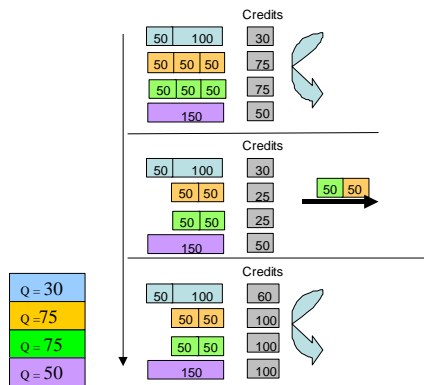 Credits
50 100 30
50 50 50 75
50 50 50 75
150 50
Credits
50 100 30
50 50 25
50 50 25
150 50
50 50
Credits
50 100 60
50 50 100
50 50 100
150 100
Q = 30
Q =75
Q = 75
Q = 50